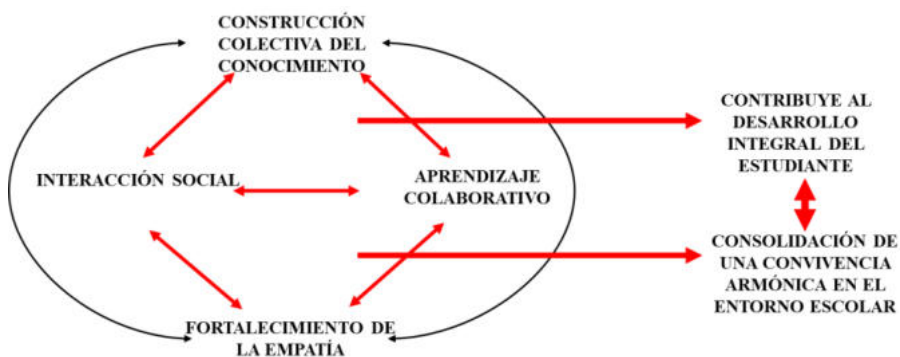 CONSTRUCCIÓN
COLECTIVA DEL
CONOCIMIENTO
INTERACCIÓN SOCIAL
APRENDIZAJE
COLABORATIVO
FORTALECIMIENTO DE
LA EMPATÍA
CONTRIBUYE AL
DESARROLLO
INTEGRAL DEL
ESTUDIANTE
CONSOLIDACIÓN DE
UNA CONVIVENCIA
ARMÓNICA EN EL
ENTORNO ESCOLAR